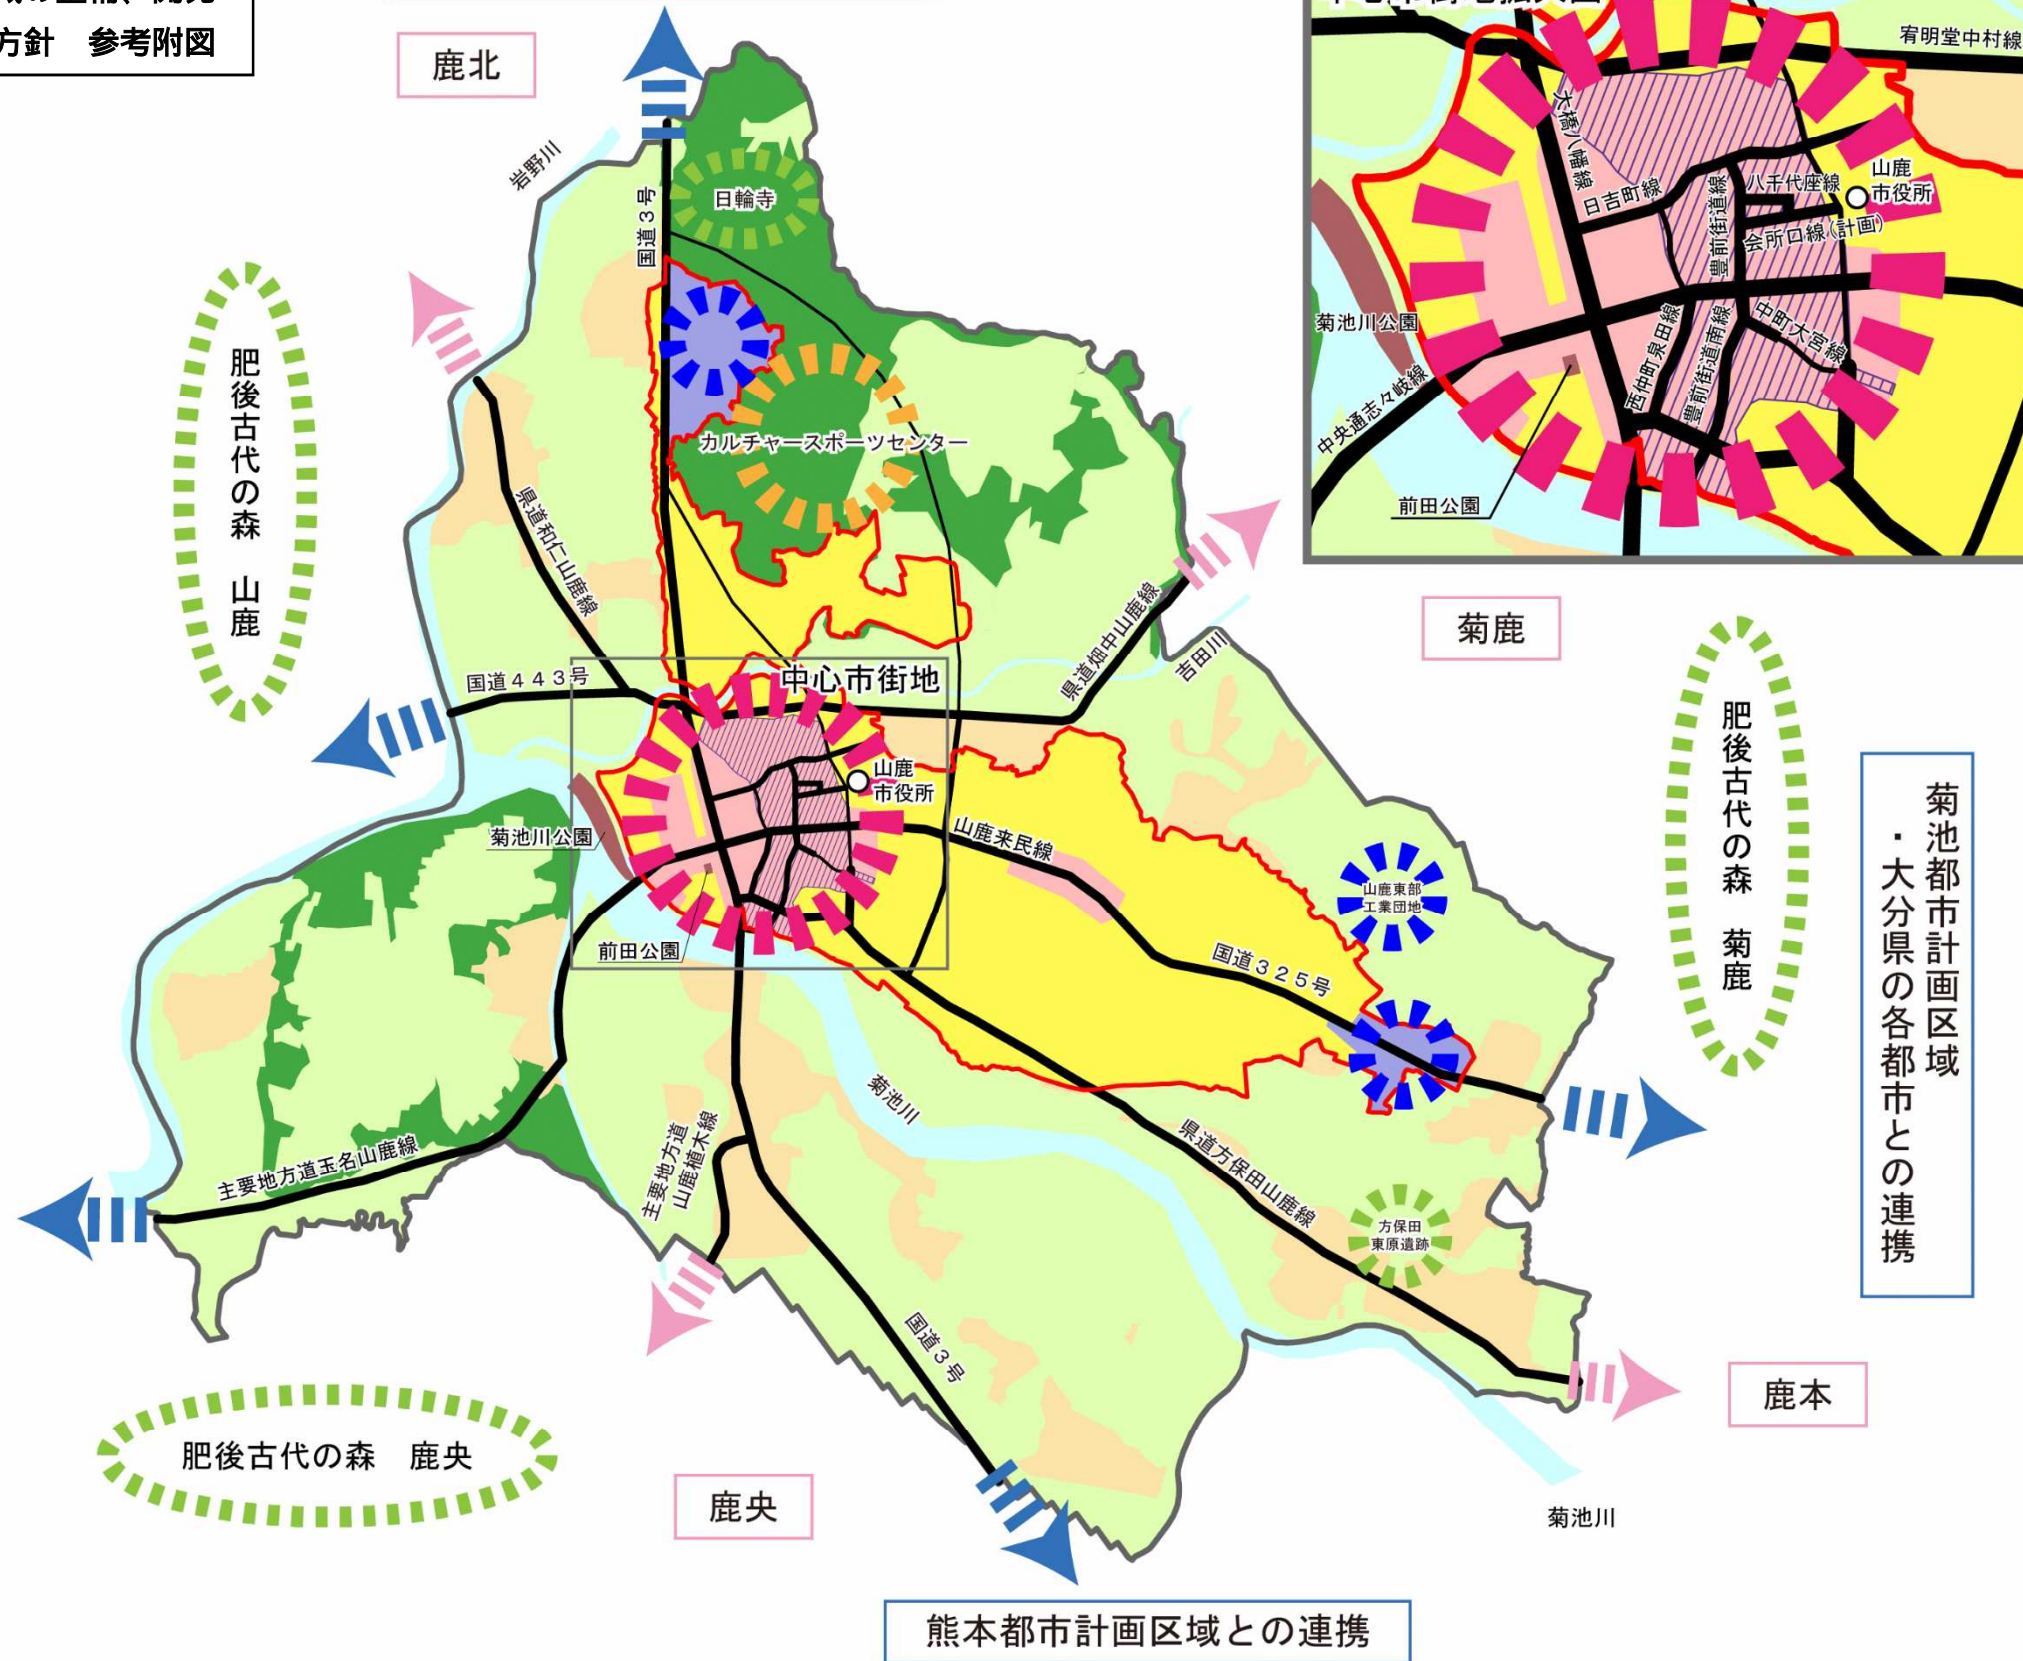 方針　参考附図
鹿北
岩野川
国道3号
日輪寺
カルチャースポーツセンター
肥後古代の森　山鹿
県道和仁山鹿線
国道443号
中心市街地
山鹿
市役所
菊池川公園
前田公園
県道畑中山鹿線
吉田川
山鹿来民線
国道325号
山鹿東部
工業団地
菊池川
県道方保田山鹿線
方保田
東原遺跡
主要地方道玉名山鹿線
主要地方道
山鹿植木線
国道3号
肥後古代の森　鹿央
鹿央
熊本都市計画区域との連携
菊池川
鹿本
菊鹿
肥後古代の森　菊鹿
菊池都市計画区域
・大分県の各都市との連携
宥明堂中村線
大橋八幡線
日吉町線
豊前街道線
八千代座線
会所口線(計画)
山鹿
市役所
菊池川公園
中央通志々岐線
西仲町泉田線
豊前街道南線
中町大宮線
前田公園